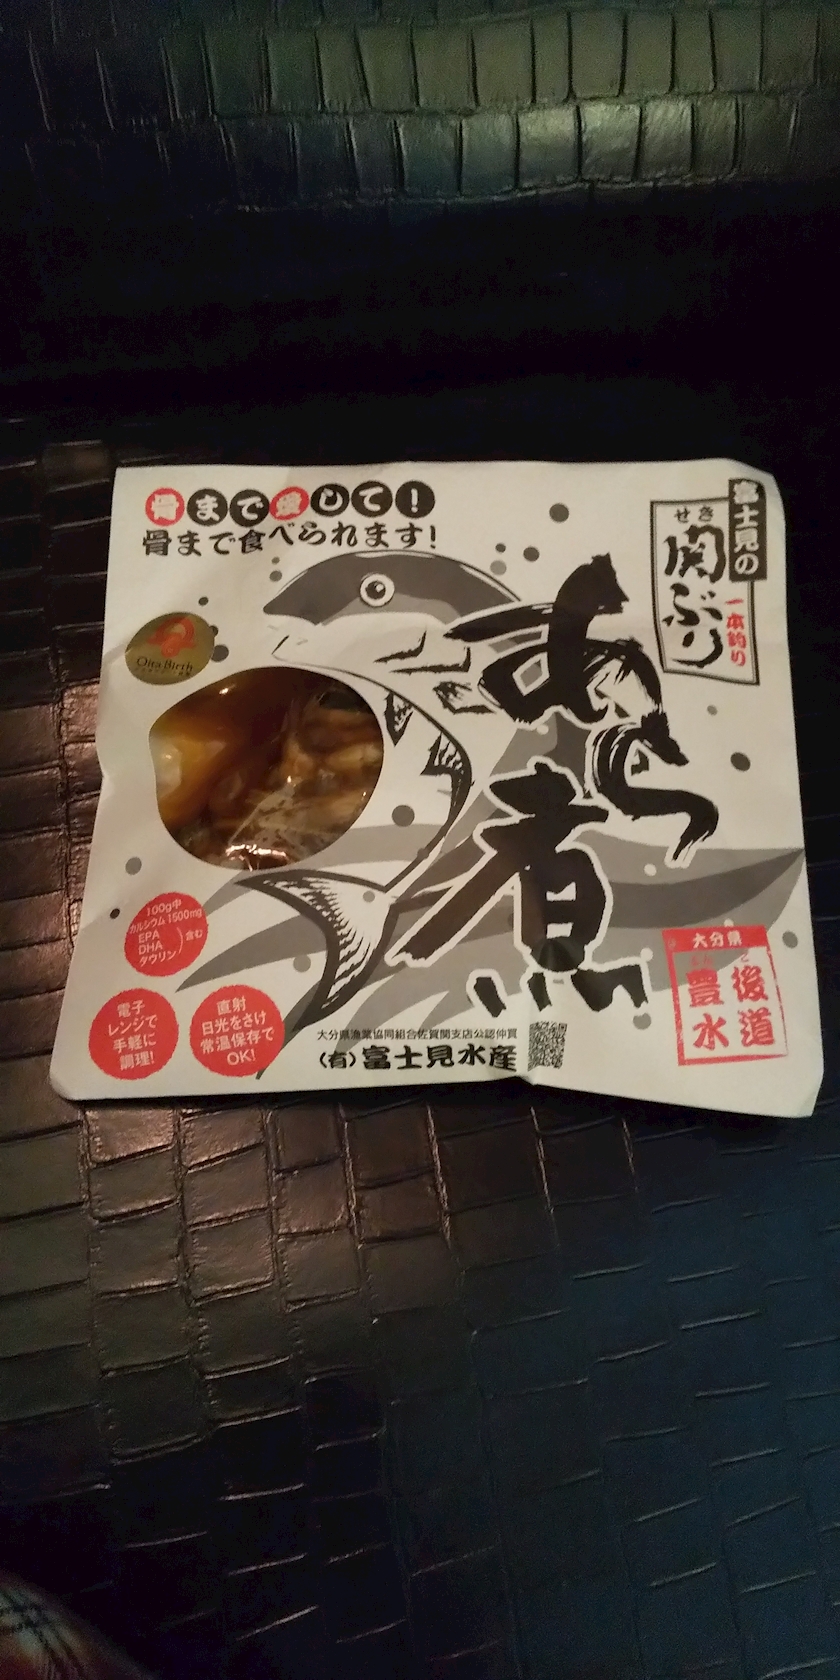 骨まで愛して!
骨まで食べられます!
富士見の
せき
関ぶり
一本釣り
あら煮
Oita Birth
100g中
カルシウム1500mg
EPA
DHA
タウリン
含む
電子
レンジで
手軽に
調理!
直射
日光をさけ
常温保存で
OK!
大分県漁業協同組合佐賀関支店公認仲買
(有)富士見水産
大分県
豊後
水道